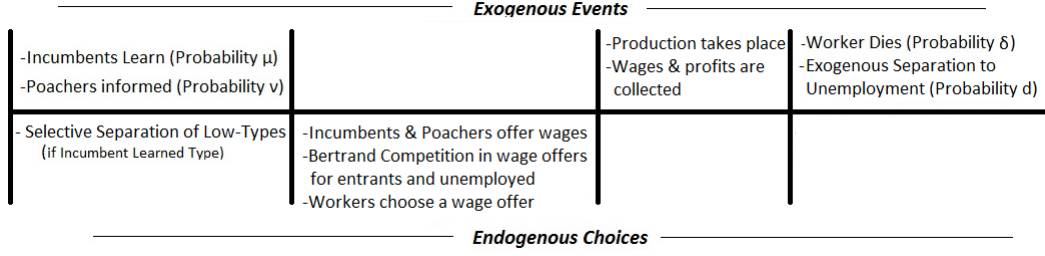 Exogenous Events
-Incumbents Learn (Probability μ)
-Poachers informed (Probability ν)
-Production takes place
-Wages & profits are
collected
-Worker Dies (Probability δ)
-Exogenous Separation to
Unemployment (Probability d)
- Selective Separation of Low-Types
(if Incumbent Learned Type)
-Incumbents & Poachers offer wages
-Bertrand Competition in wage offers
for entrants and unemployed
-Workers choose a wage offer
Endogenous Choices